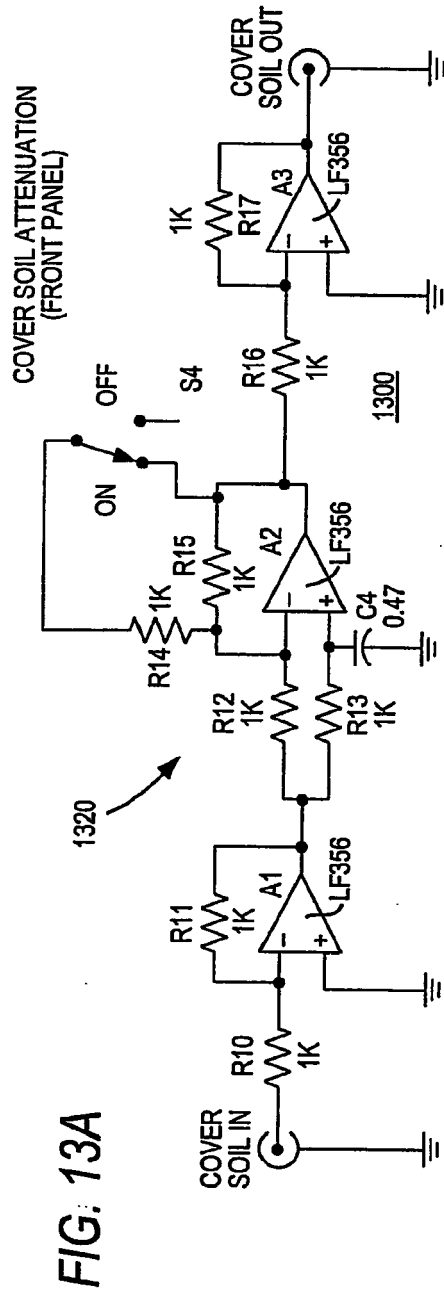 FIG. 13A
COVER SOIL ATTENUATION
(FRONT PANEL)
ON
OFF
S4
1320
R14
1K
R15
1K
R11
1K
R17
1K
COVER
SOIL IN
R10
1K
A1
LF356
R12
1K
R13
1K
A2
LF356
C4
0.47
R16
1K
A3
LF356
COVER
SOIL OUT
1300
-
+
-
+
-
+